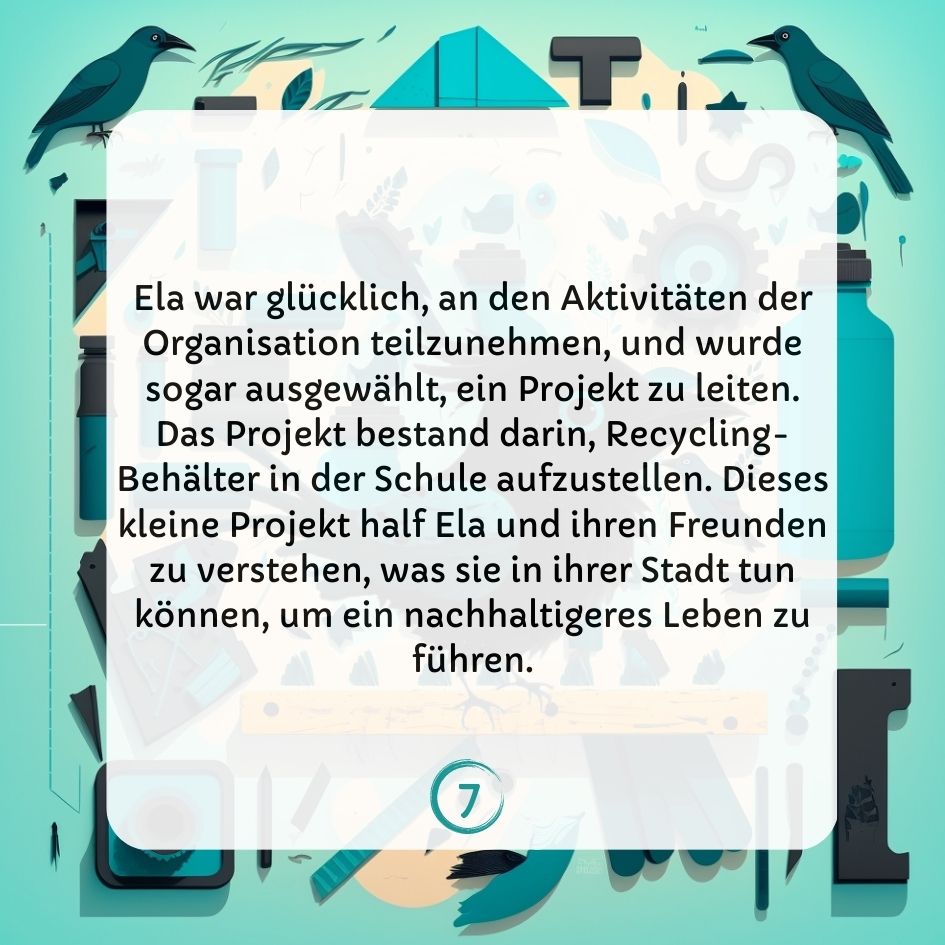 Ela war glücklich, an den Aktivitäten der
Organisation teilzunehmen, und wurde
sogar ausgewählt, ein Projekt zu leiten.
Das Projekt bestand darin, Recycling-
Behälter in der Schule aufzustellen. Dieses
kleine Projekt half Ela und ihren Freunden
zu verstehen, was sie in ihrer Stadt tun
können, um ein nachhaltigeres Leben zu
führen.
7